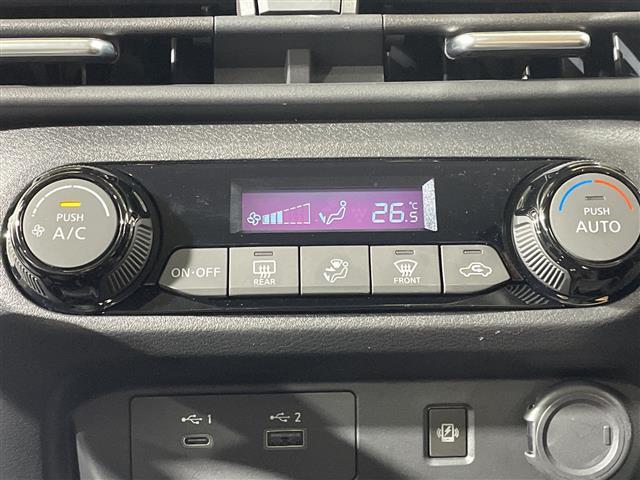 PUSH
A/C
26.5°C
PUSH
AUTO
ON·OFF
REAR
FRONT
1
2